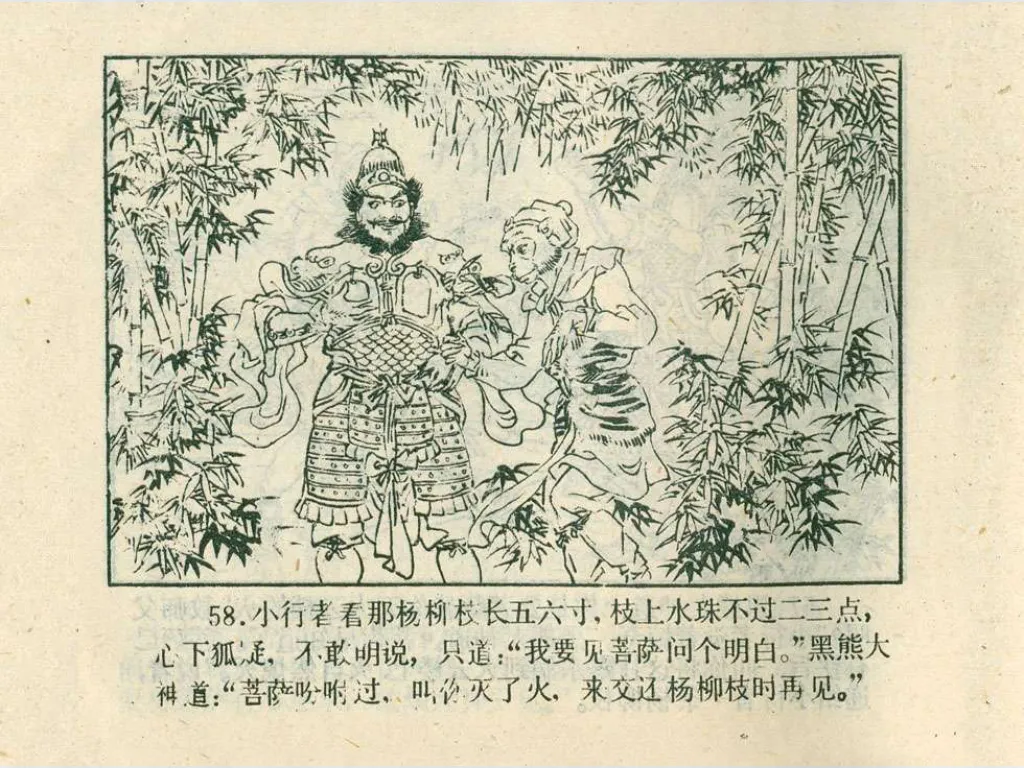 58.小行者看那杨柳枝长五六寸，枝上水珠不过二三点，
心下狐疑，不敢明说，只道：“我要见菩萨问个明白。”黑熊大
神道：“菩萨吩咐过，叫你灭了火，来交还杨柳枝时再见。”